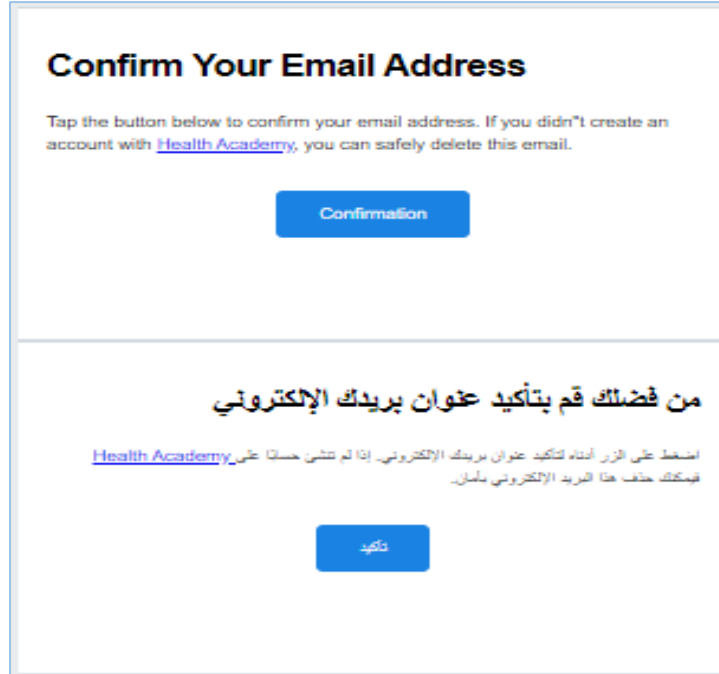 Confirm Your Email Address
Tap the button below to confirm your email address. If you didn"t create an
account with Health Academy, you can safely delete this email.
Confirmation
من فضلك قم بتأكيد عنوان بريدك الإلكتروني
اضغط على الزر أدناه لتأكيد عنوان بريدك الإلكتروني. إذا لم تنشئ حسابًا على Health Academy
فيمكنك حذف هذا البريد الإلكتروني بأمان.
تأكيد